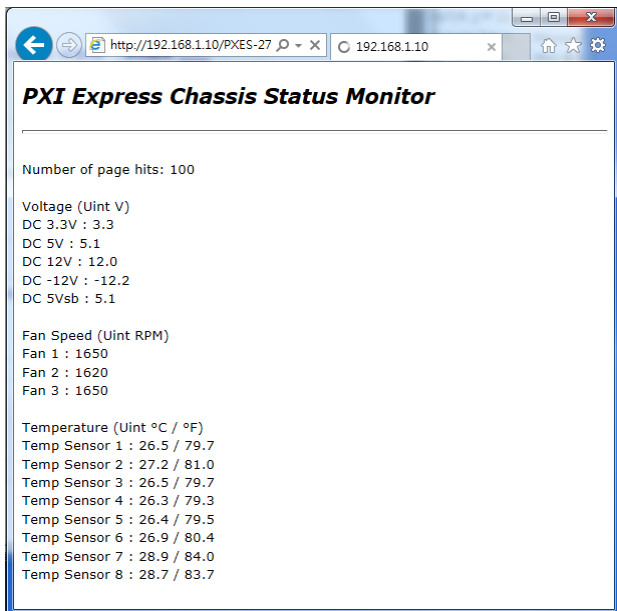 http://192.168.1.10/PXES-27
192.168.1.10
PXI Express Chassis Status Monitor
Number of page hits: 100
Voltage (Uint V)
DC 3.3V : 3.3
DC 5V : 5.1
DC 12V : 12.0
DC -12V : -12.2
DC 5Vsb : 5.1
Fan Speed (Uint RPM)
Fan 1 : 1650
Fan 2 : 1620
Fan 3 : 1650
Temperature (Uint °C / °F)
Temp Sensor 1 : 26.5 / 79.7
Temp Sensor 2 : 27.2 / 81.0
Temp Sensor 3 : 26.5 / 79.7
Temp Sensor 4 : 26.3 / 79.3
Temp Sensor 5 : 26.4 / 79.5
Temp Sensor 6 : 26.9 / 80.4
Temp Sensor 7 : 28.9 / 84.0
Temp Sensor 8 : 28.7 / 83.7